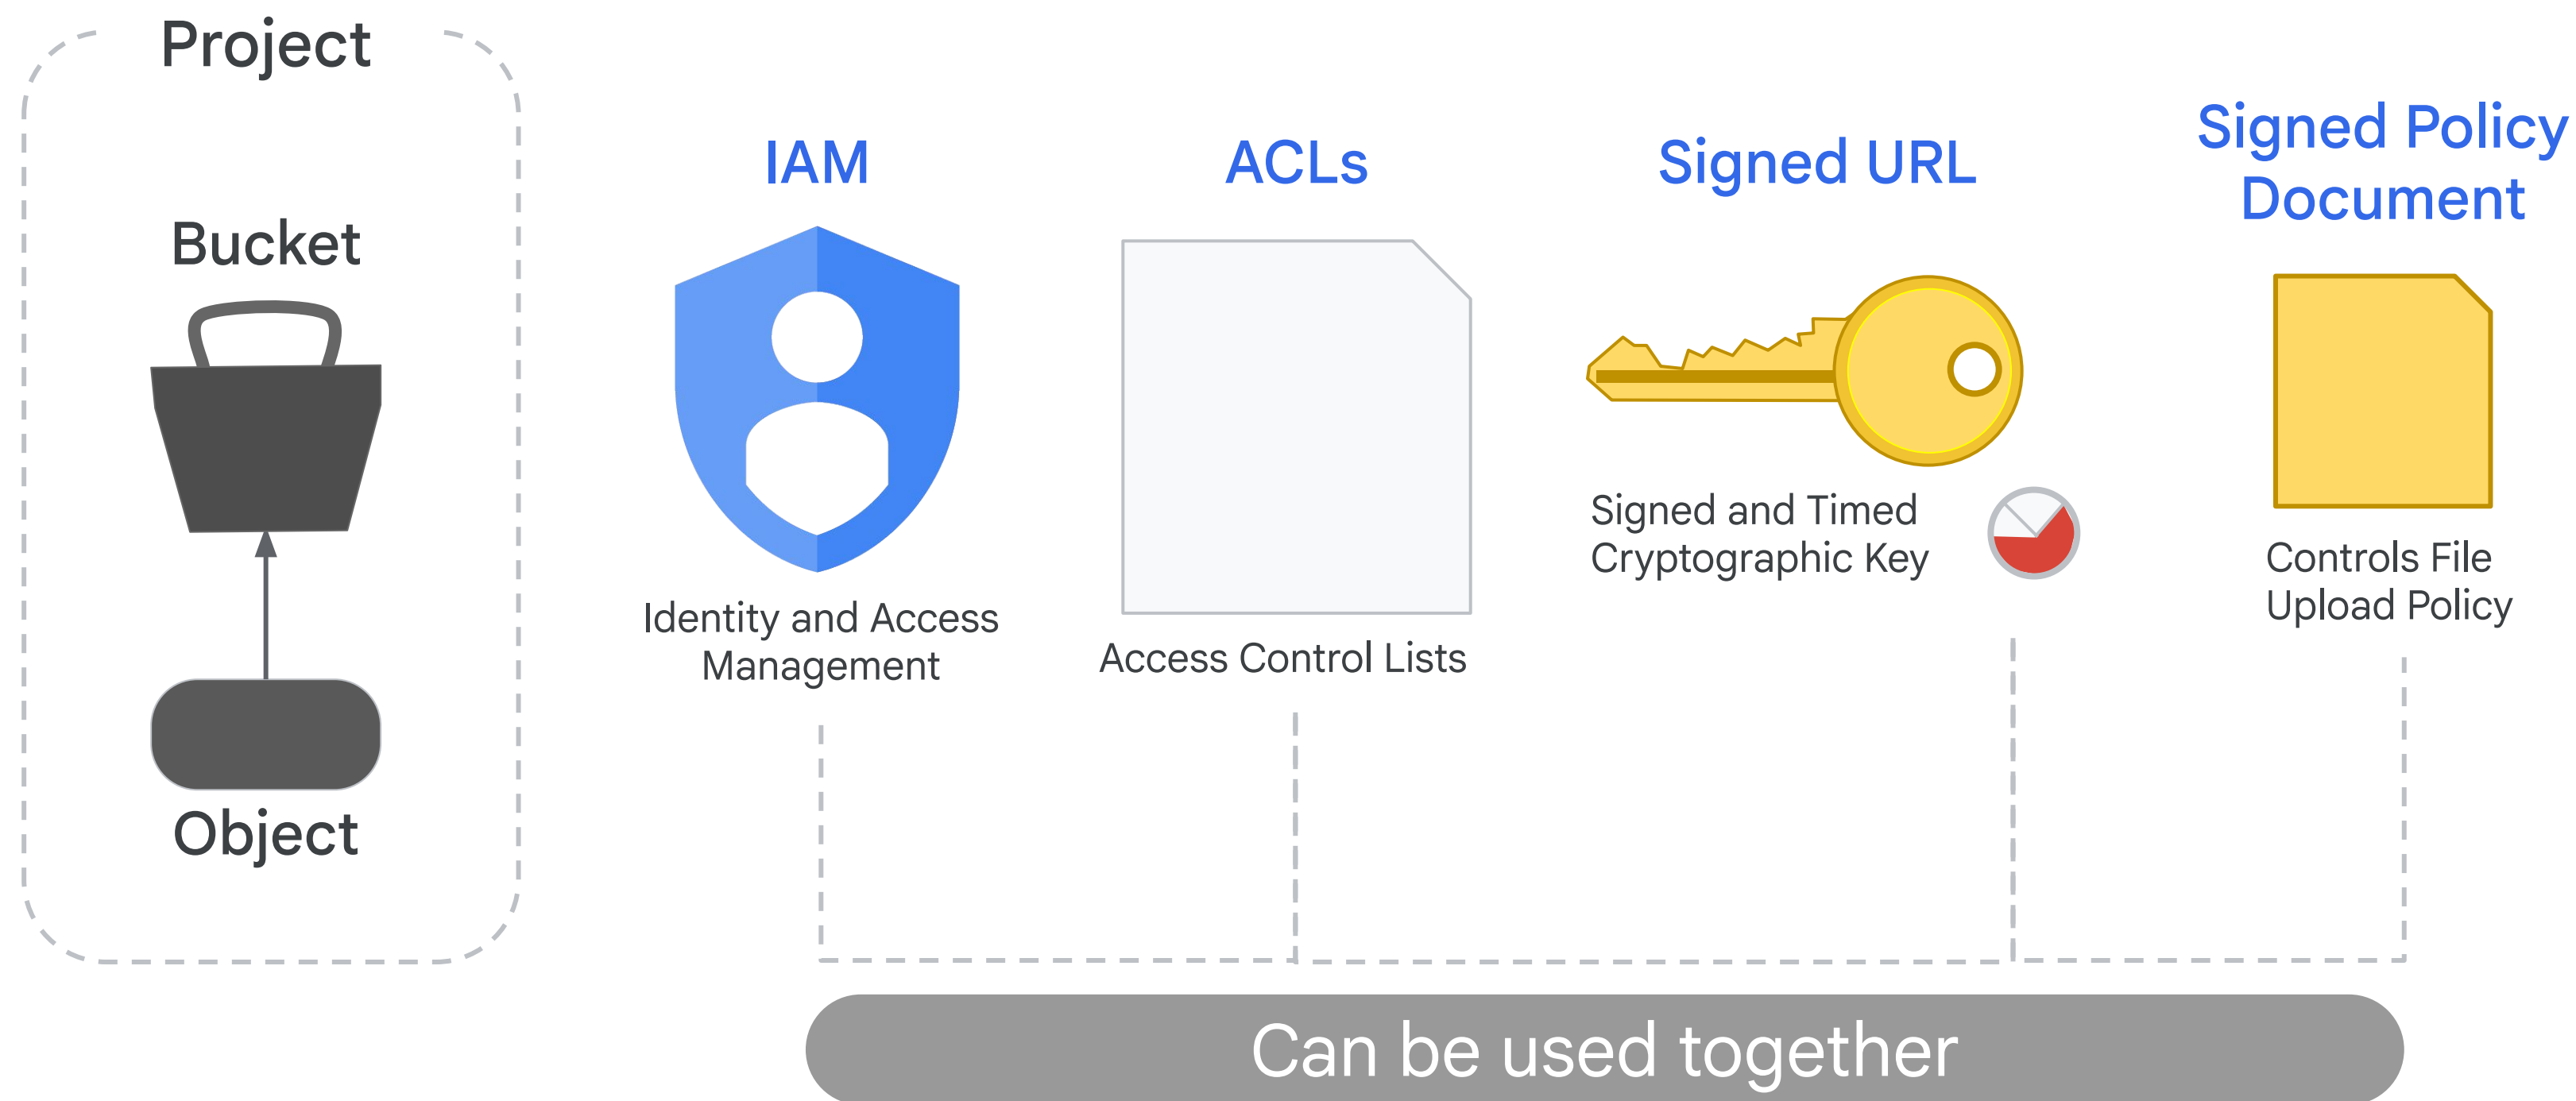 Project
Bucket
Object
IAM
Identity and Access
Management
ACLs
Access Control Lists
Signed URL
Signed and Timed
Cryptographic Key
Signed Policy
Document
Controls File
Upload Policy
Can be used together